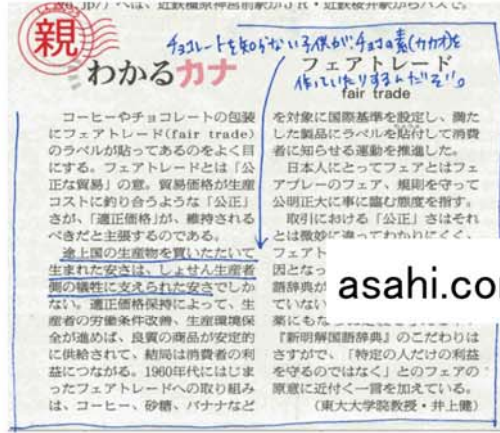 親
わかるカナ
チョコレートを知らない子供が、チョコの素(カカオ)を
作っていたりするんだぞ。
フェアトレード
fair trade
コーヒーやチョコレートの包装
にフェアトレード(fair trade)
のラベルが貼ってあるのをよく目
にする。フェアトレードとは「公
正な貿易」の意。貿易価格が生産
コストに釣り合うような「公正」
さが、「適正価格」が、維持される
べきだと主張するのである。
途上国の生産物を買いたたいて
生まれた安さは、しょせん生産者
側の犠牲に支えられた安さでしか
ない。適正価格保持によって、生
産者の労働条件改善、生産環境保
全が進めば、良質の商品が安定的
に供給されて、結局は消費者の利
益につながる。1960年代にはじま
ったフェアトレードへの取り組み
は、コーヒー、砂糖、バナナなど
を対象に国際基準を設定し、満た
した製品にラベルを貼付して消費
者に知らせる運動を推進した。
日本人にとってフェアとはフェ
アプレーのフェア、規則を守って
公明正大に事に臨む態度を指す。
取引における「公正」さはそれ
とは微妙に違ってわかりにくく、
フェアト
因となっ
語辞典が
ていない
薬にもな
『新明解国語辞典』のこだわりは
さすがで、「特定の人だけの利益
を守るのではなく」とのフェアの
原意に近付く一言を加えている。
(東大大学院教授・井上健)
asahi.co